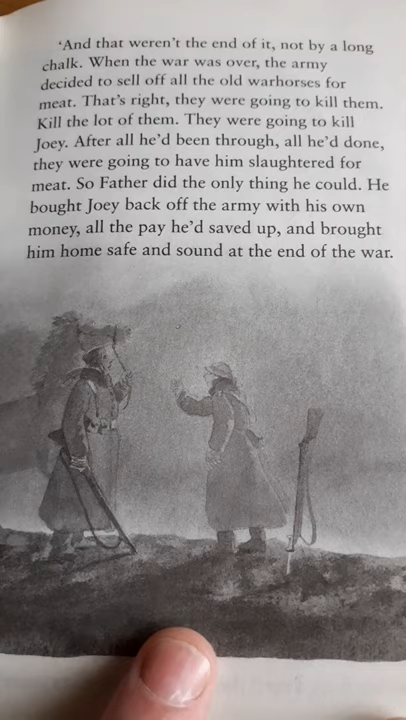 ‘And that weren’t the end of it, not by a long
chalk. When the war was over, the army
decided to sell off all the old warhorses for
meat. That’s right, they were going to kill them.
Kill the lot of them. They were going to kill
Joey. After all he’d been through, all he’d done,
they were going to have him slaughtered for
meat. So Father did the only thing he could. He
bought Joey back off the army with his own
money, all the pay he’d saved up, and brought
him home safe and sound at the end of the war.